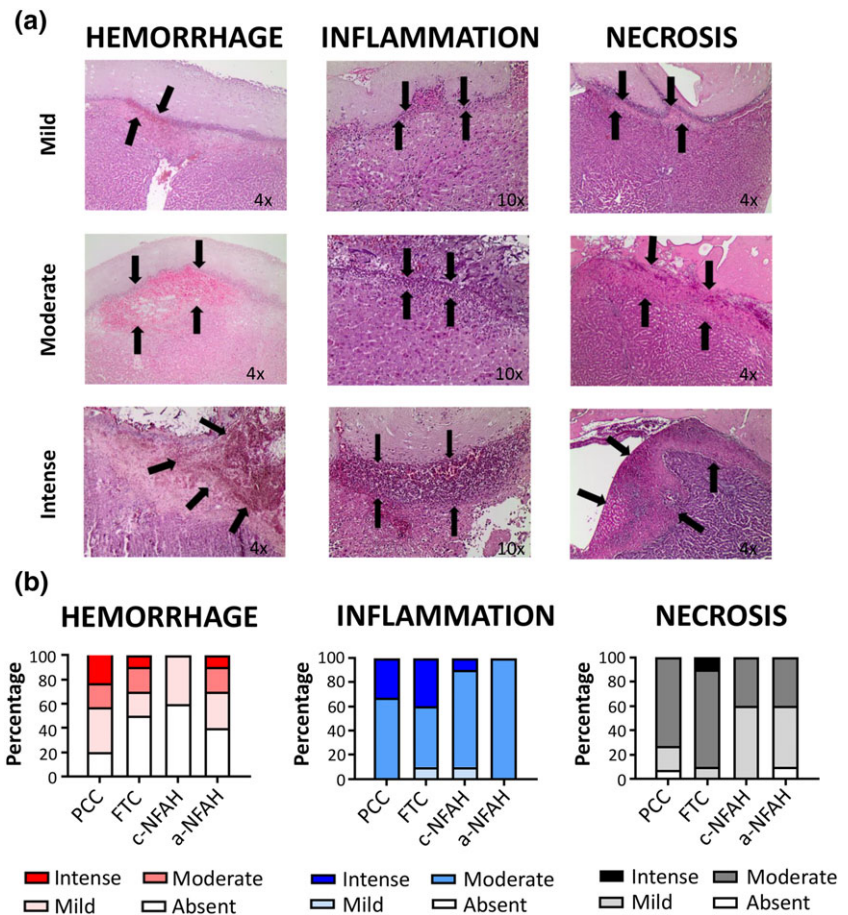 (a)
HEMORRHAGE INFLAMMATION NECROSIS
Mild
4x 10x 4x
Moderate
4x 10x 4x
Intense
4x 10x 4x
(b)
HEMORRHAGE INFLAMMATION NECROSIS
Percentage
100
80
60
40
20
0
PCC FTC c-NFAH a-NFAH
Intense Moderate
Mild Absent
Percentage
100
80
60
40
20
0
PCC FTC c-NFAH a-NFAH
Intense Moderate
Mild Absent
Percentage
100
80
60
40
20
0
PCC FTC c-NFAH a-NFAH
Intense Moderate
Mild Absent